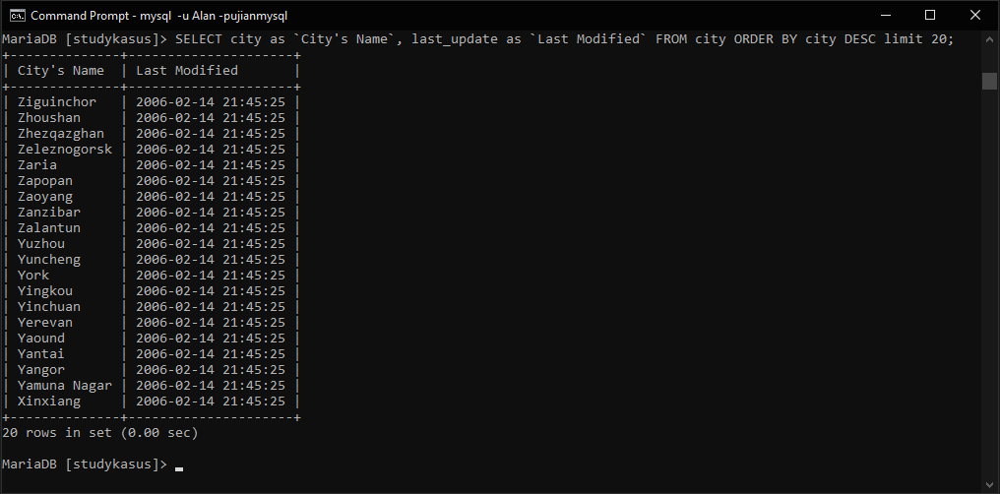 Command Prompt - mysql -u Alan -pujianmysql
MariaDB [studykasus]> SELECT city as `City's Name`, last_update as `Last Modified` FROM city ORDER BY city DESC limit 20;
+--------------+---------------------+
| City's Name  | Last Modified       |
+--------------+---------------------+
| Ziguinchor   | 2006-02-14 21:45:25 |
| Zhoushan     | 2006-02-14 21:45:25 |
| Zhezqazghan  | 2006-02-14 21:45:25 |
| Zeleznogorsk | 2006-02-14 21:45:25 |
| Zaria        | 2006-02-14 21:45:25 |
| Zapopan      | 2006-02-14 21:45:25 |
| Zaoyang      | 2006-02-14 21:45:25 |
| Zanzibar     | 2006-02-14 21:45:25 |
| Zalantun     | 2006-02-14 21:45:25 |
| Yuzhou       | 2006-02-14 21:45:25 |
| Yuncheng     | 2006-02-14 21:45:25 |
| York         | 2006-02-14 21:45:25 |
| Yingkou      | 2006-02-14 21:45:25 |
| Yinchuan     | 2006-02-14 21:45:25 |
| Yerevan      | 2006-02-14 21:45:25 |
| Yaound       | 2006-02-14 21:45:25 |
| Yantai       | 2006-02-14 21:45:25 |
| Yangor       | 2006-02-14 21:45:25 |
| Yamuna Nagar | 2006-02-14 21:45:25 |
| Xinxiang     | 2006-02-14 21:45:25 |
+--------------+---------------------+
20 rows in set (0.00 sec)
MariaDB [studykasus]> _